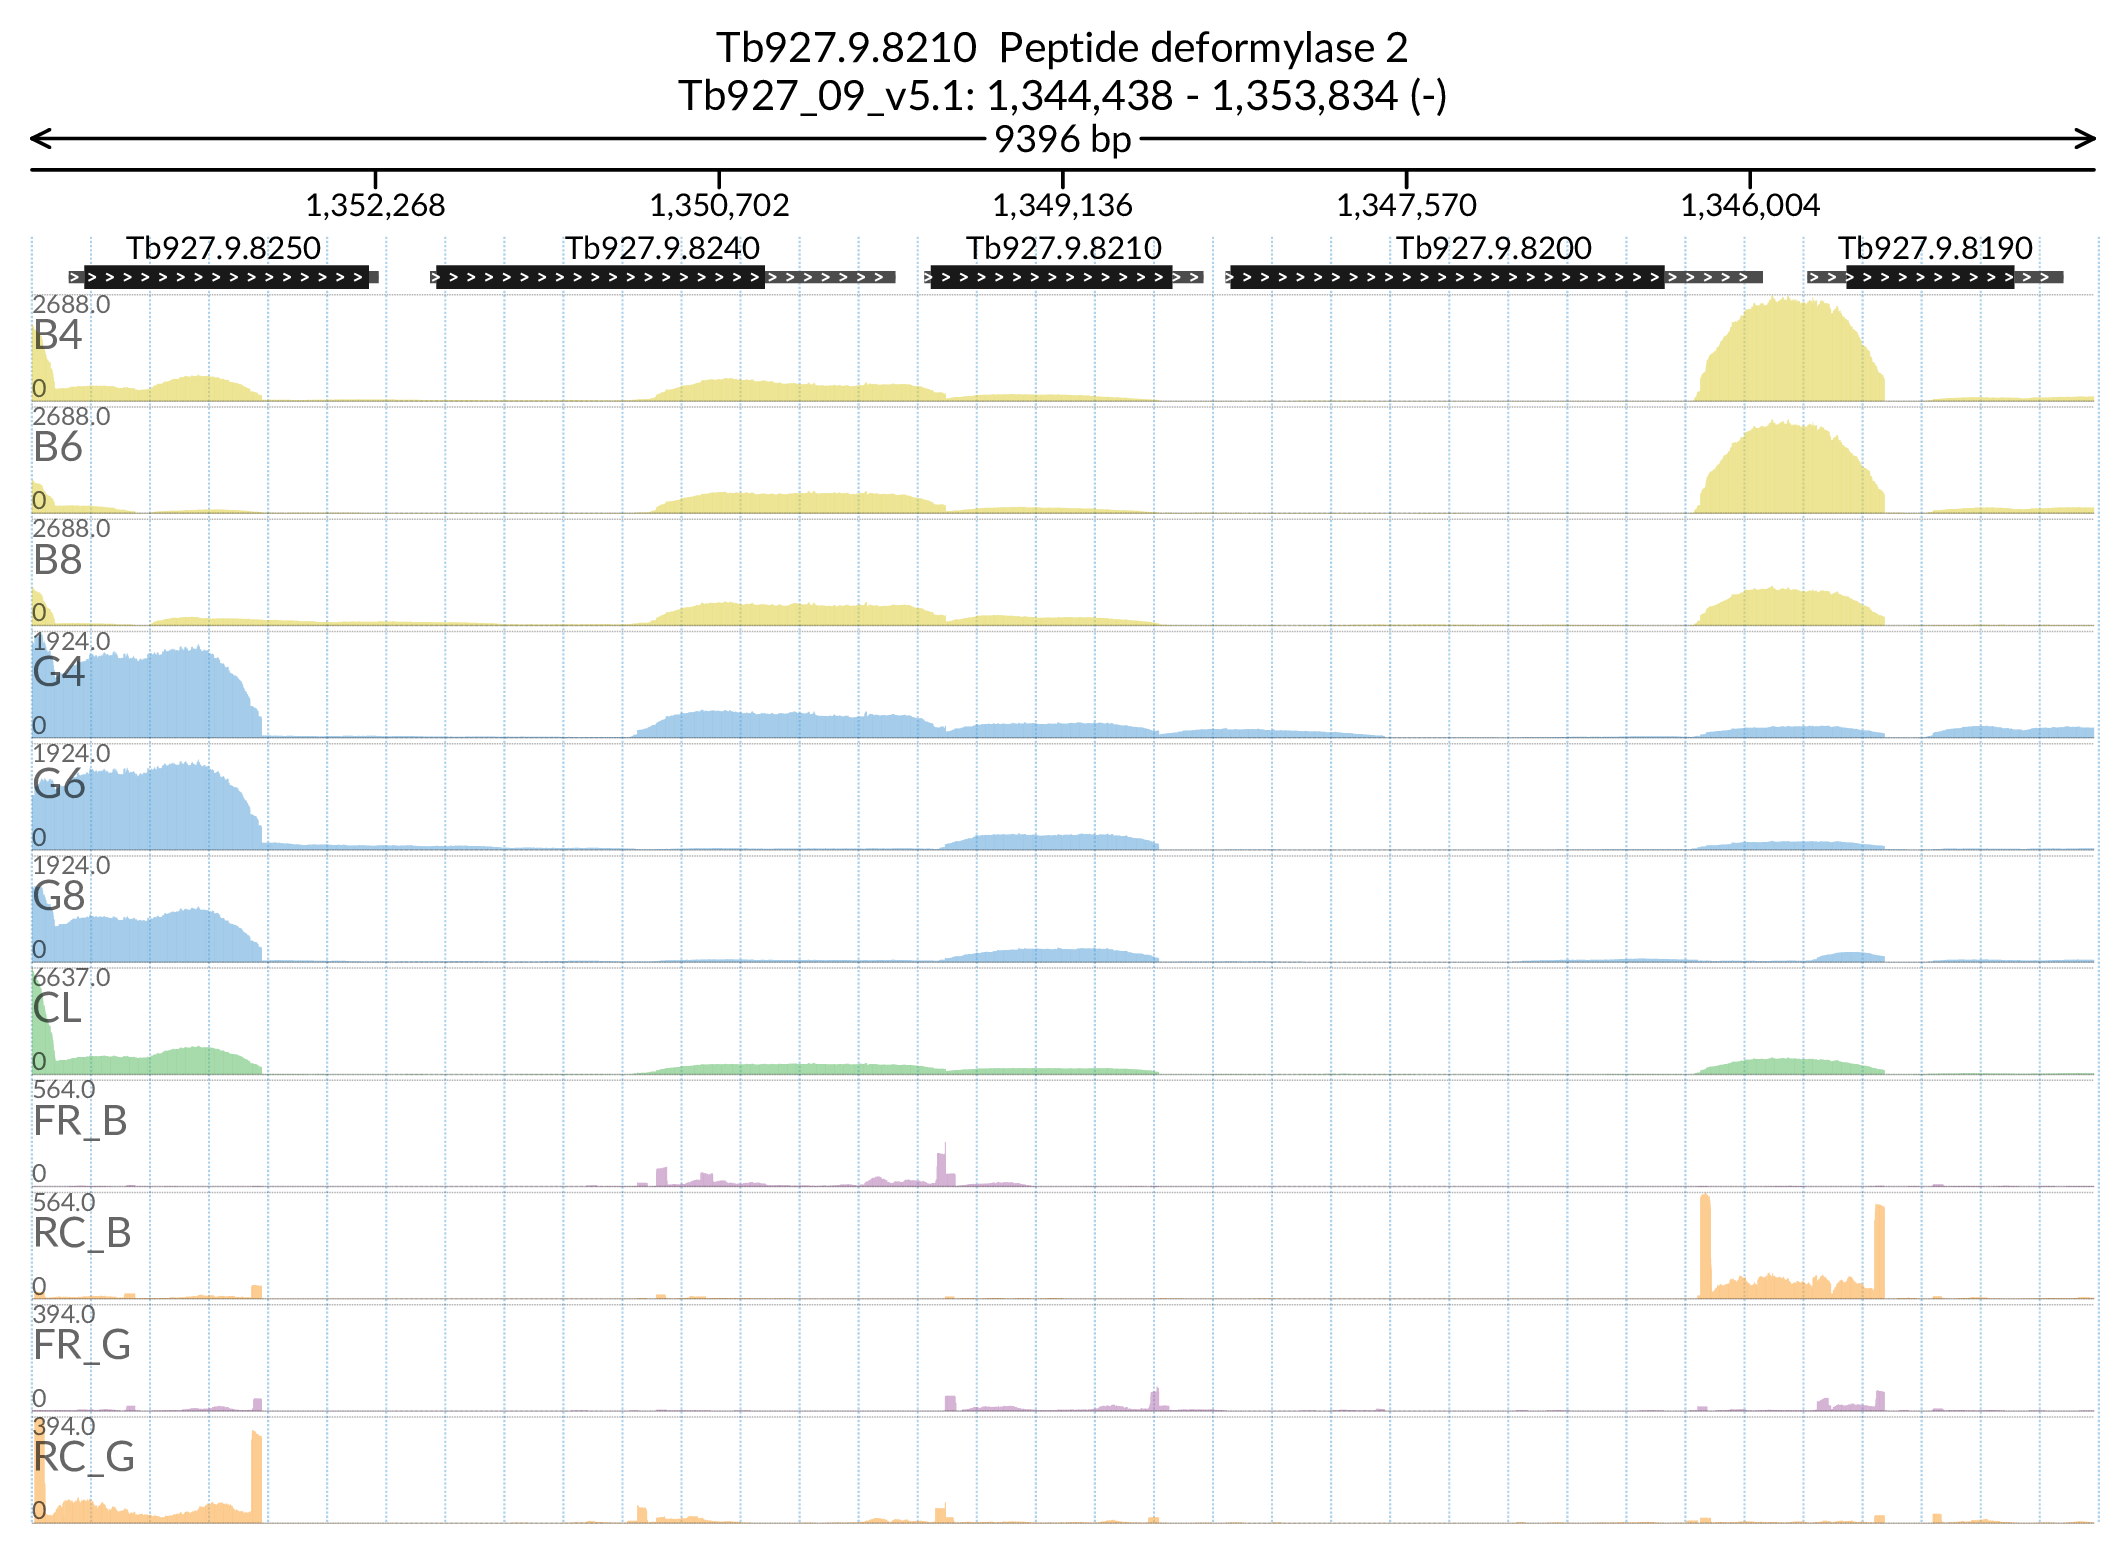 Tb927.9.8210  Peptide deformylase 2
Tb927_09_v5.1: 1,344,438 - 1,353,834 (-)
9396 bp
1,352,268 1,350,702 1,349,136 1,347,570 1,346,004
Tb927.9.8250 Tb927.9.8240 Tb927.9.8210 Tb927.9.8200 Tb927.9.8190
2688.0
B4
0
2688.0
B6
0
2688.0
B8
0
1924.0
G4
0
1924.0
G6
0
1924.0
G8
0
6637.0
CL
0
564.0
FR_B
0
564.0
RC_B
0
394.0
FR_G
0
394.0
RC_G
0